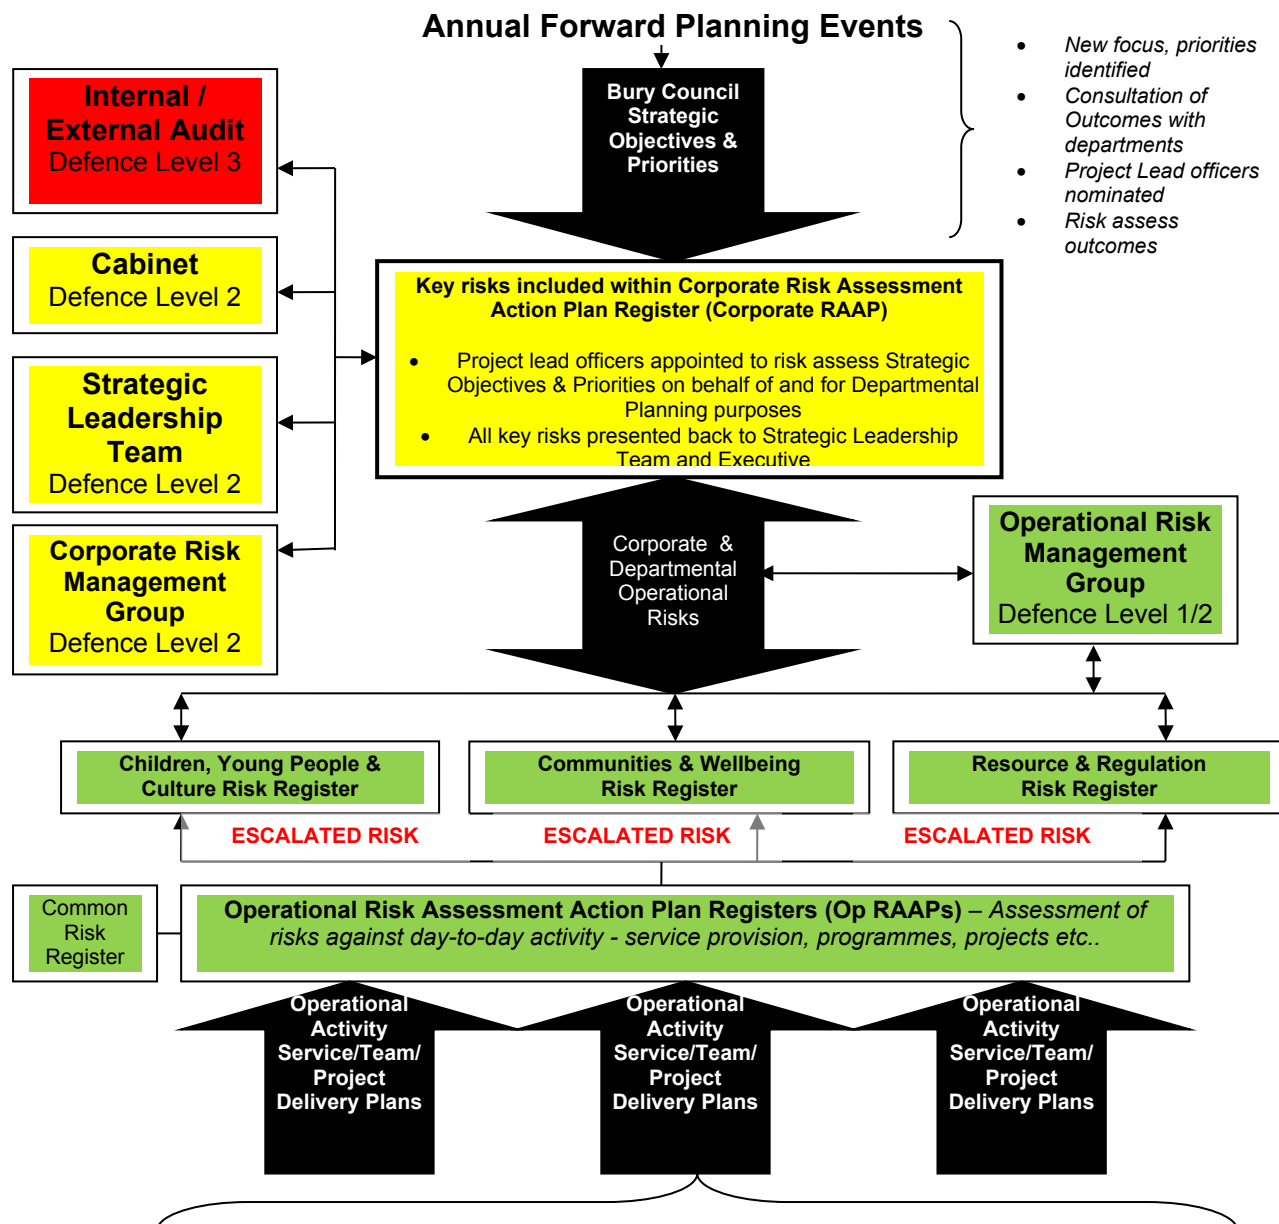 Annual Forward Planning Events
New focus, priorities
identified
Consultation of
Outcomes with
departments
Project Lead officers
nominated
Risk assess
outcomes
Bury Council
Strategic
Objectives &
Priorities
Internal /
External Audit
Defence Level 3
Cabinet
Defence Level 2
Strategic
Leadership
Team
Defence Level 2
Corporate Risk
Management
Group
Defence Level 2
Key risks included within Corporate Risk Assessment
Action Plan Register (Corporate RAAP)
Project lead officers appointed to risk assess Strategic
Objectives & Priorities on behalf of and for Departmental
Planning purposes
All key risks presented back to Strategic Leadership
Team and Executive
Corporate &
Departmental
Operational
Risks
Operational Risk
Management
Group
Defence Level 1/2
Children, Young People &
Culture Risk Register
Communities & Wellbeing
Risk Register
Resource & Regulation
Risk Register
ESCALATED RISK
ESCALATED RISK
ESCALATED RISK
Common
Risk
Register
Operational Risk Assessment Action Plan Registers (Op RAAPs) – Assessment of
risks against day-to-day activity - service provision, programmes, projects etc..
Operational
Activity
Service/Team/
Project
Delivery Plans
Operational
Activity
Service/Team/
Project
Delivery Plans
Operational
Activity
Service/Team/
Project
Delivery Plans